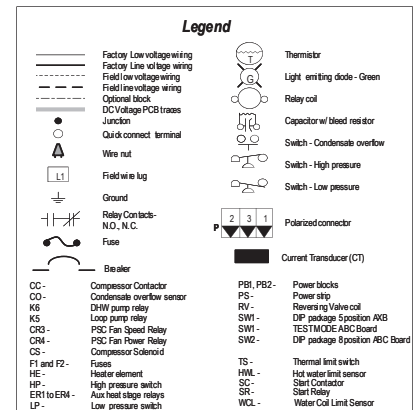 Legend
Factory Low voltage wiring
Factory Line voltage wiring
Field low voltage wiring
Field line voltage wiring
Optional block
DC Voltage PCB traces
Junction
Quick connect terminal
Wire nut
L1
Field wire lug
Ground
Relay Contacts-
N.O., N.C.
Fuse
Breaker
T
Thermistor
G
Light emitting diode - Green
Relay coil
Capacitor w/ bleed resistor
Switch - Condensate overflow
Switch - High pressure
Switch - Low pressure
P
2 3 1
Polarized connector
Current Transducer (CT)
CC - Compressor Contactor
CO - Condensate overflow sensor
K6 DHW pump relay
K5 Loop pump relay
CR3 - PSC Fan Speed Relay
CR4 - PSC Fan Power Relay
CS - Compressor Solenoid
F1 and F2 - Fuses
HE - Heater element
HP - High pressure switch
ER1 to ER4 - Aux heat stage relays
LP - Low pressure switch
PB1, PB2 - Power blocks
PS - Power strip
RV - Reversing Valve coil
SW1 - DIP package 5 position AXB
SW1 - TEST MODE ABC Board
SW2 - DIP package 8 position ABC Board
TS - Thermal limit switch
HWL - Hot water limit sensor
SC - Start Contactor
SR - Start Relay
WCL - Water Coil Limit Sensor